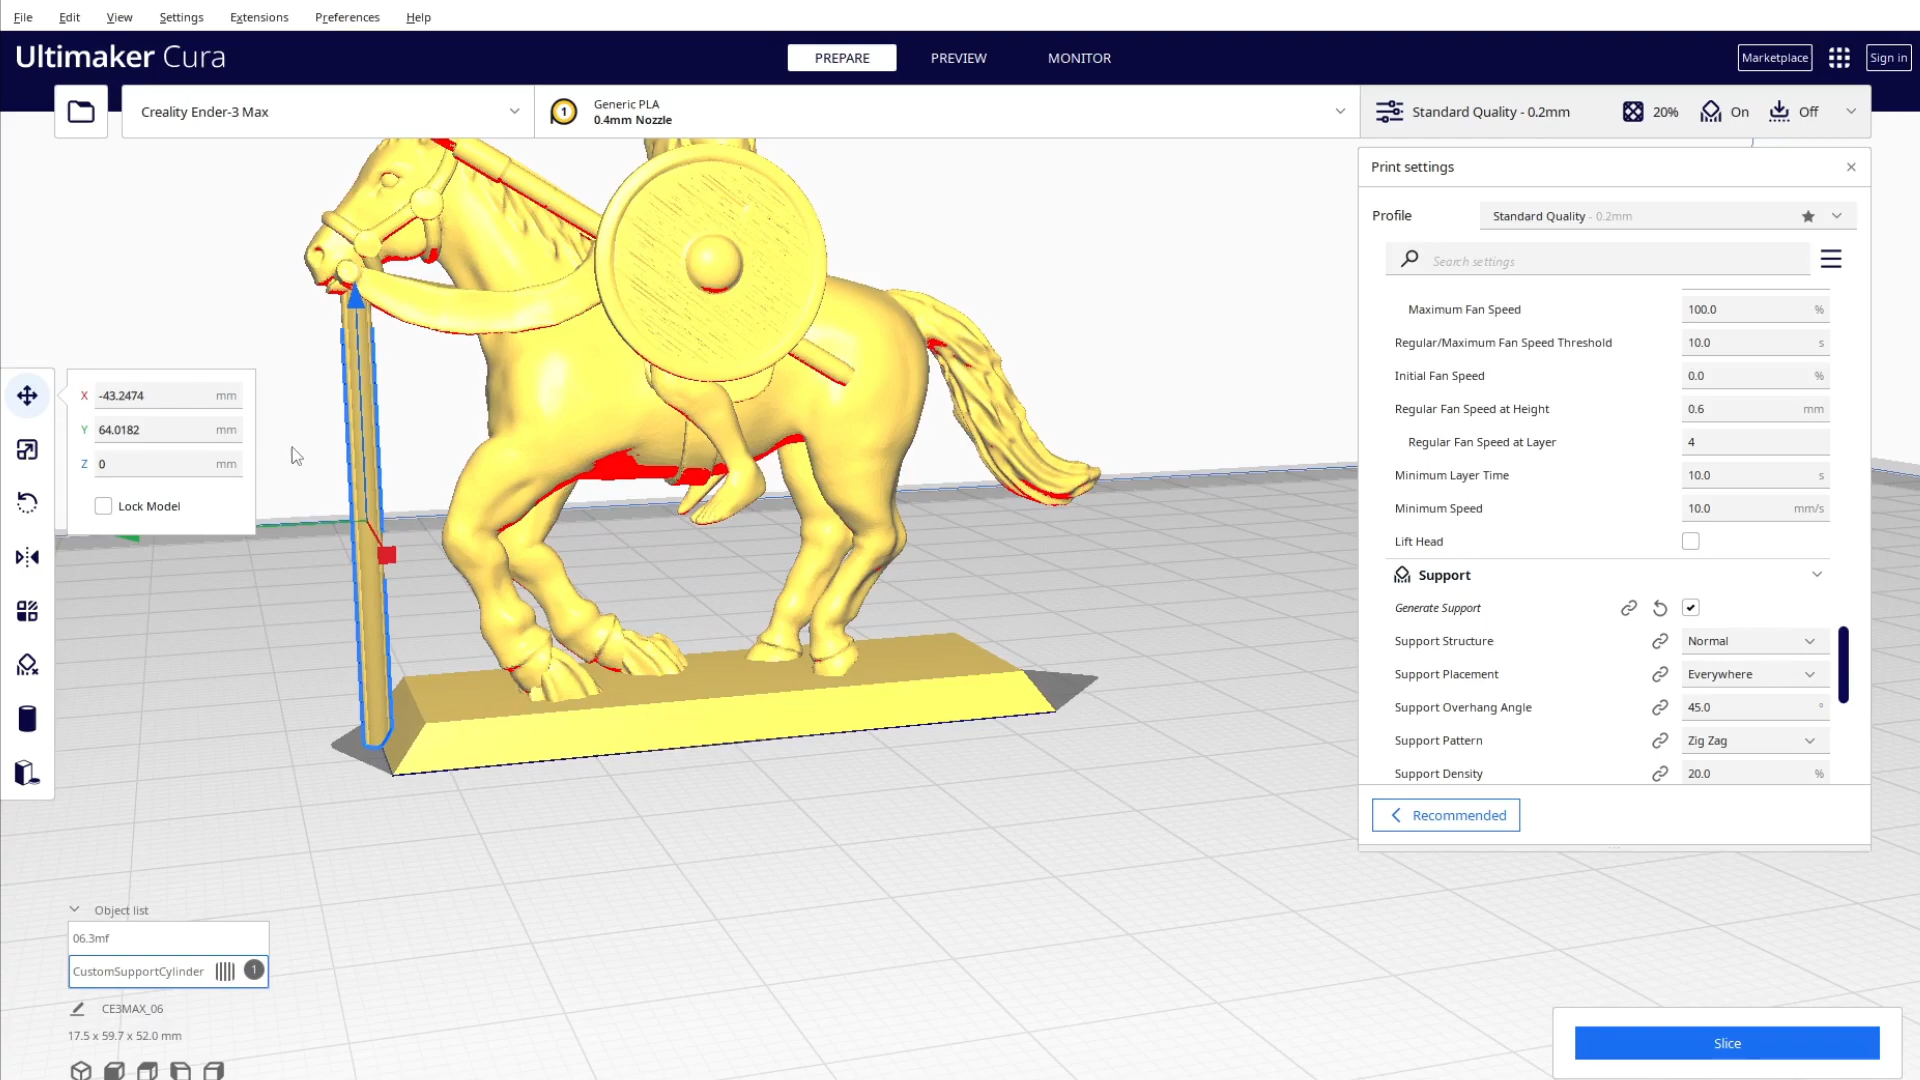 File Edit View Settings Extensions Preferences Help
Ultimaker Cura
PREPARE PREVIEW MONITOR
Marketplace Sign in
Creality Ender-3 Max
1 Generic PLA
0.4mm Nozzle
Standard Quality - 0.2mm 20% On Off
Print settings
Profile Standard Quality - 0.2mm
Search settings
Maximum Fan Speed 100.0 %
Regular/Maximum Fan Speed Threshold 10.0 s
Initial Fan Speed 0.0 %
Regular Fan Speed at Height 0.6 mm
Regular Fan Speed at Layer 4
Minimum Layer Time 10.0 s
Minimum Speed 10.0 mm/s
Lift Head
Support
Generate Support
Support Structure Normal
Support Placement Everywhere
Support Overhang Angle 45.0 °
Support Pattern Zig Zag
Support Density 20.0 %
Recommended
X -43.2474 mm
Y 64.0182 mm
Z 0 mm
Lock Model
Object list
06.3mf
CustomSupportCylinder 1
CE3MAX_06
17.5 x 59.7 x 52.0 mm
Slice